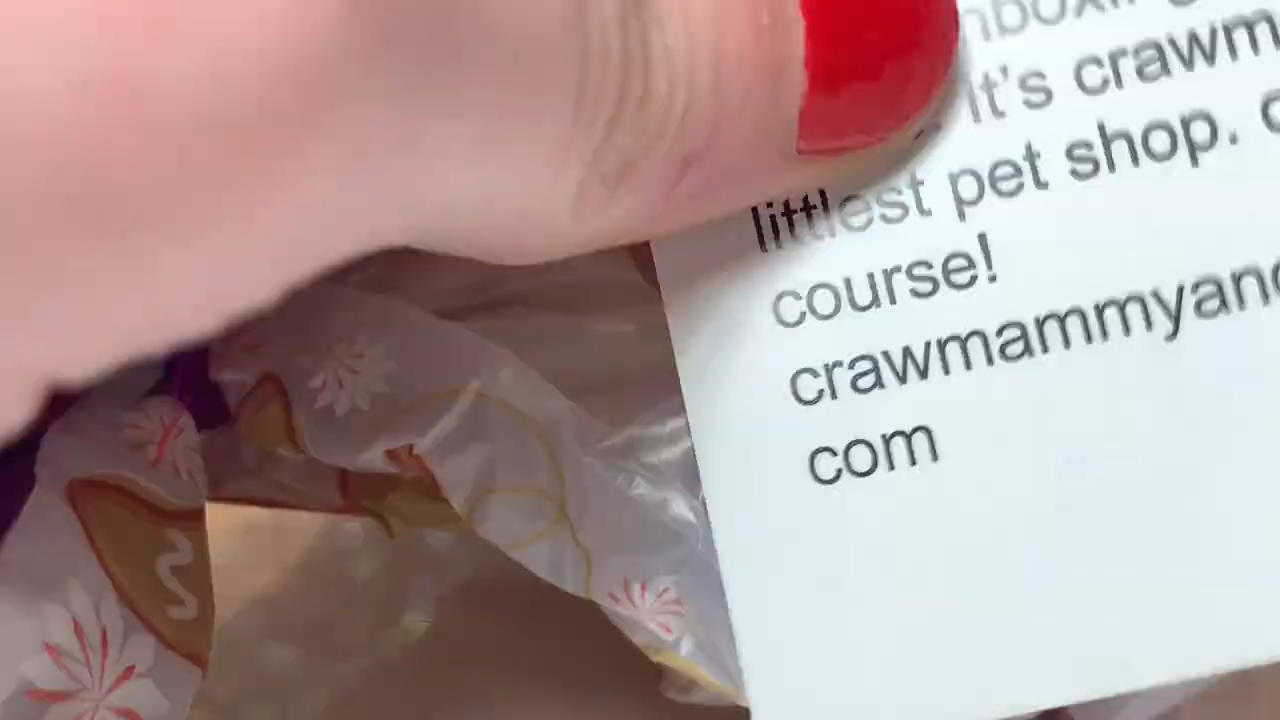 It's crawm
littlest pet shop.
course!
crawmammyand
com